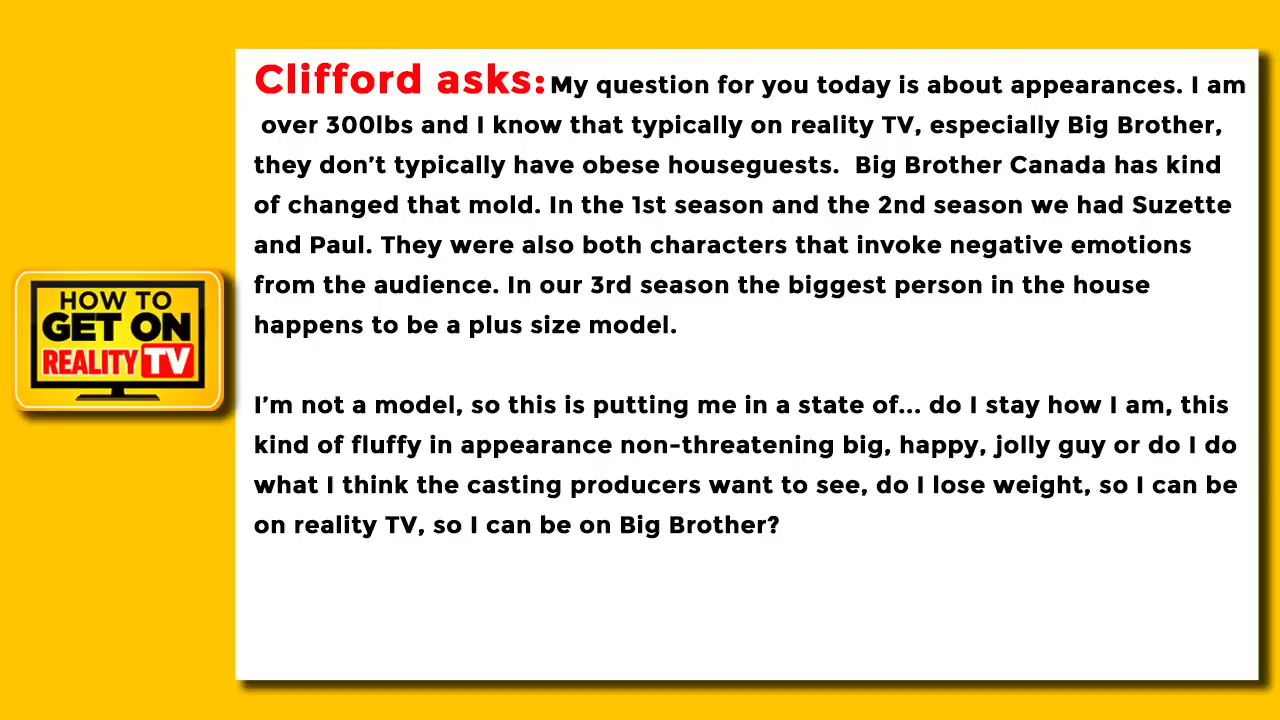 HOW TO
GET ON
REALITY TV
Clifford asks: My question for you today is about appearances. I am
over 300lbs and I know that typically on reality TV, especially Big Brother,
they don’t typically have obese houseguests.  Big Brother Canada has kind
of changed that mold. In the 1st season and the 2nd season we had Suzette
and Paul. They were also both characters that invoke negative emotions
from the audience. In our 3rd season the biggest person in the house
happens to be a plus size model.
I’m not a model, so this is putting me in a state of... do I stay how I am, this
kind of fluffy in appearance non-threatening big, happy, jolly guy or do I do
what I think the casting producers want to see, do I lose weight, so I can be
on reality TV, so I can be on Big Brother?